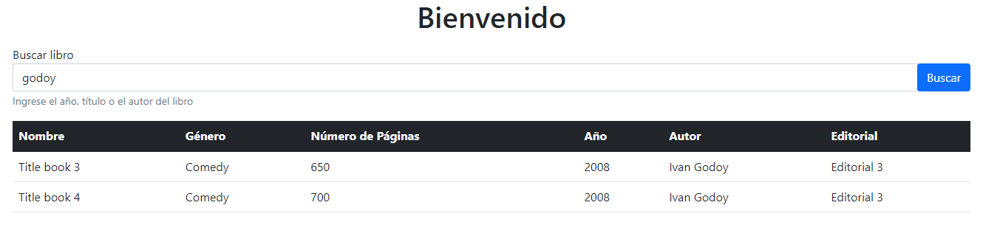 Bienvenido
Buscar libro
godoy Buscar
Ingrese el año, título o el autor del libro
Nombre Género Número de Páginas Año Autor Editorial
Title book 3 Comedy 650 2008 Ivan Godoy Editorial 3
Title book 4 Comedy 700 2008 Ivan Godoy Editorial 3